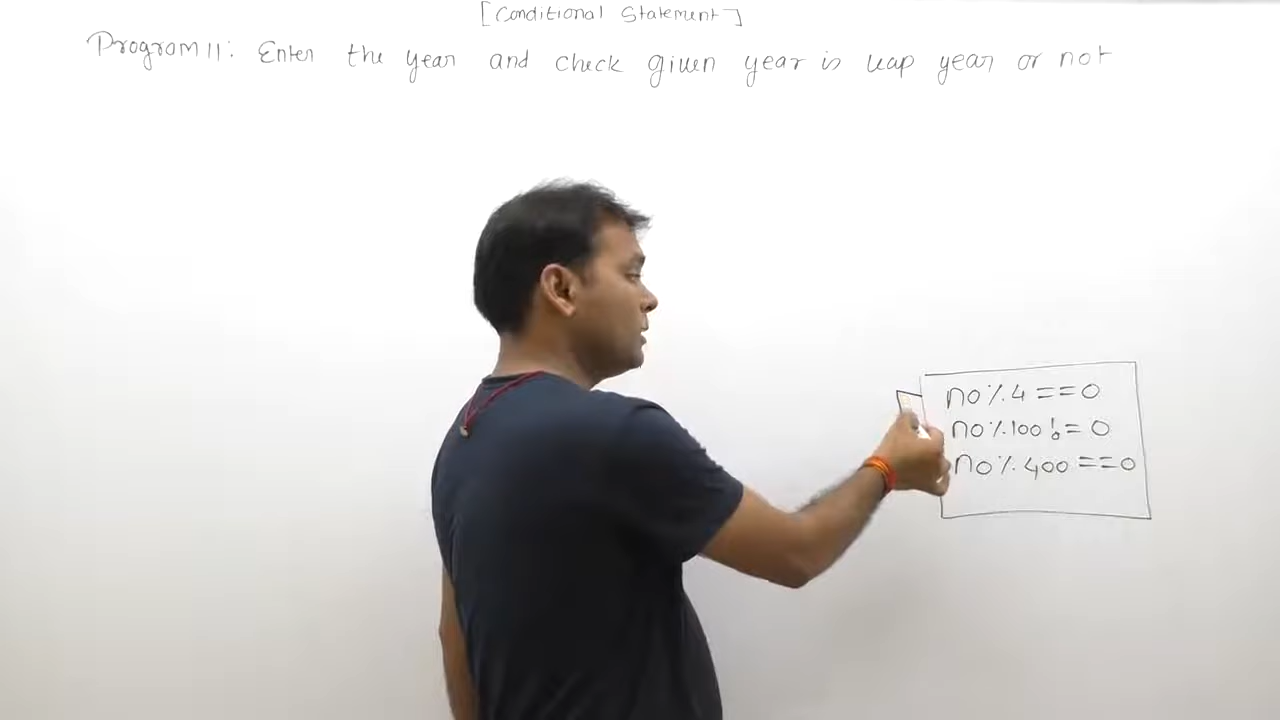 [Conditional Statement]
Program 11: Enter the year and check given year is leap year or not
no%4==0
no%100!=0
no%400==0